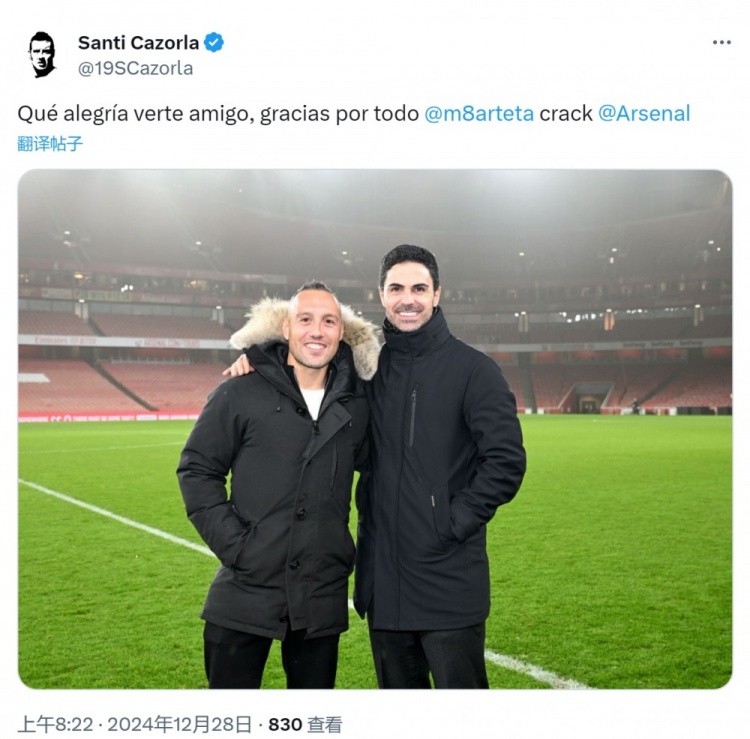 Santi Cazorla
@19SCazorla
Qué alegría verte amigo, gracias por todo @m8arteta crack @Arsenal
翻译帖子
上午8:22 · 2024年12月28日 · 830 查看